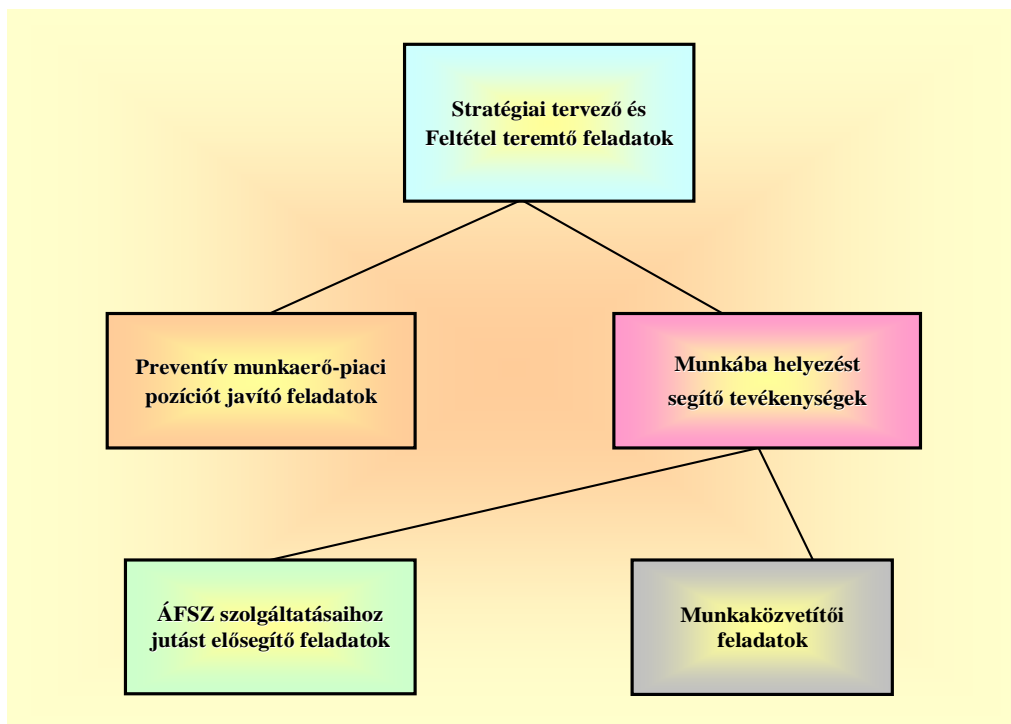 Stratégiai tervező és
Feltétel teremtő feladatok
Preventív munkaerő-piaci
pozíciót javító feladatok
Munkába helyezést
segítő tevékenységek
ÁFSZ szolgáltatásaihoz
jutást elősegítő feladatok
Munkaközvetítői
feladatok